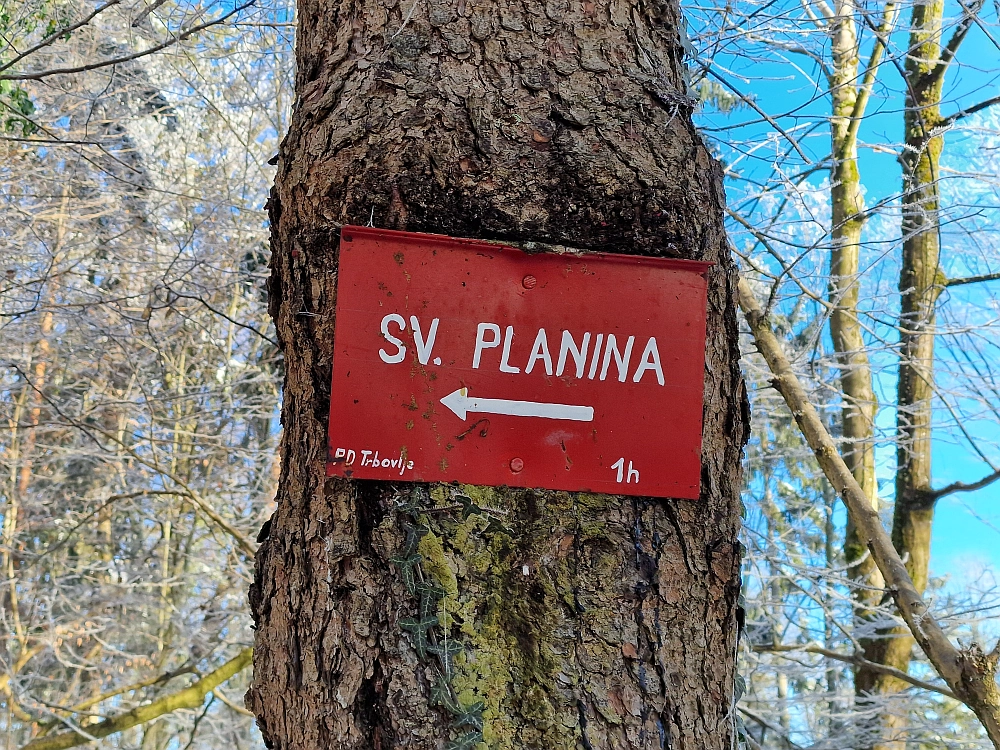 SV. PLANINA
PD Trbovlje
1h